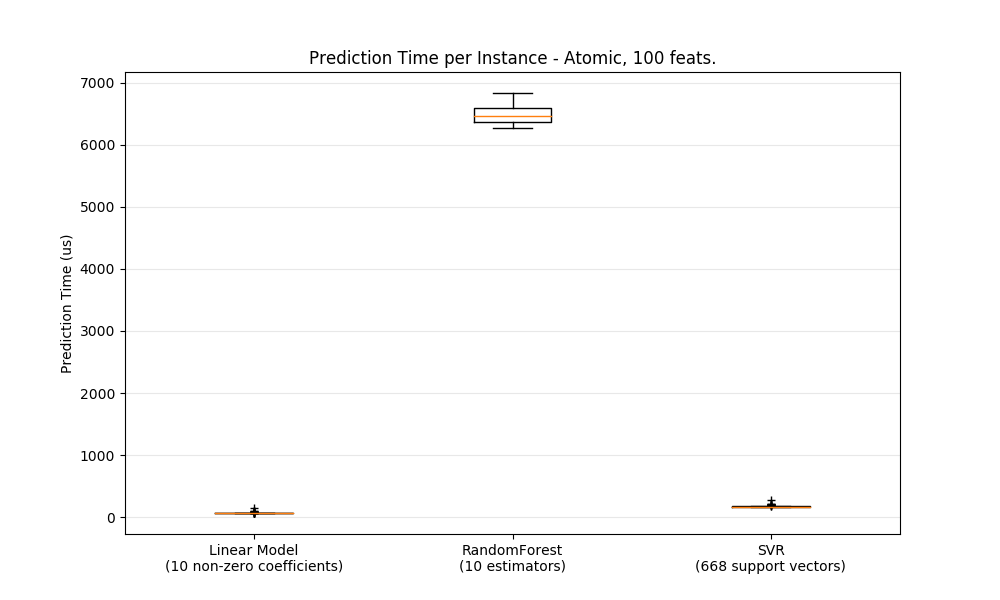 Prediction Time per Instance - Atomic, 100 feats.
Prediction Time (us)
7000
6000
5000
4000
3000
2000
1000
0
Linear Model
(10 non-zero coefficients)
RandomForest
(10 estimators)
SVR
(668 support vectors)